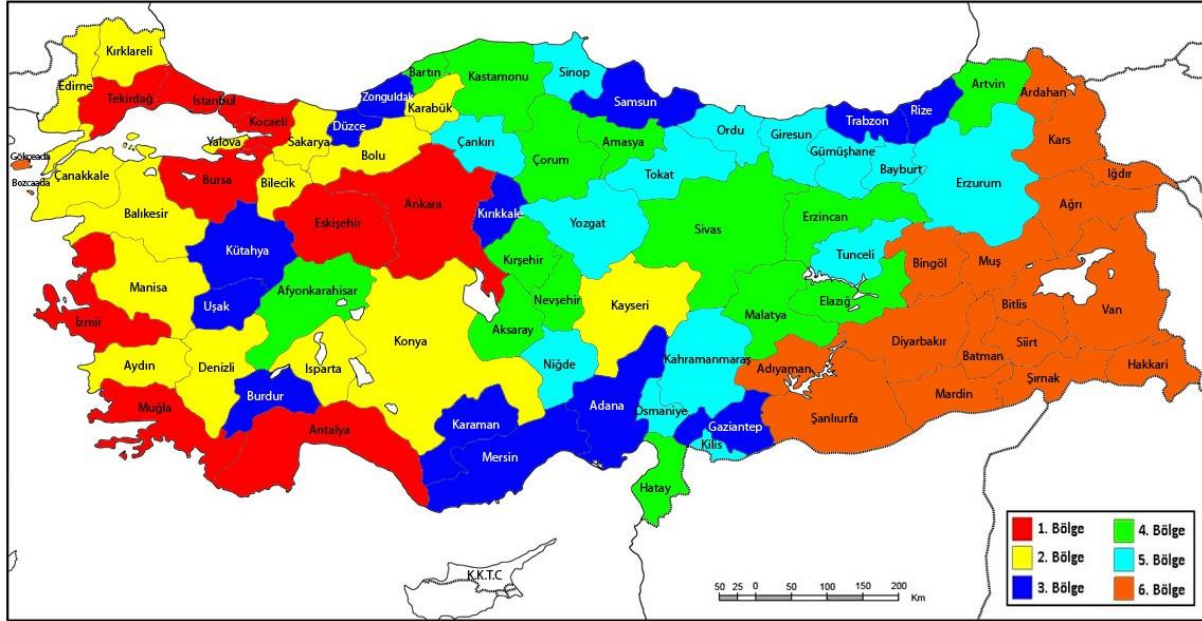 Kırklareli
Edirne
Tekirdağ
İstanbul
Kocaeli
Yalova
Sakarya
Düzce
Zonguldak
Bartın
Karabük
Kastamonu
Sinop
Samsun
Bolu
Çankırı
Çorum
Amasya
Ordu
Giresun
Tokat
Gümüşhane
Trabzon
Rize
Artvin
Ardahan
Kars
Bayburt
Erzurum
Iğdır
Ağrı
Gökçeada
Bozcaada
Çanakkale
Balıkesir
Bursa
Bilecik
Eskişehir
Ankara
Kırıkkale
Yozgat
Sivas
Erzincan
Tunceli
Bingöl
Muş
Kütahya
Manisa
Uşak
Afyonkarahisar
Kırşehir
Nevşehir
Kayseri
Malatya
Elazığ
Bitlis
Van
İzmir
Aydın
Denizli
Isparta
Konya
Aksaray
Niğde
Kahramanmaraş
Adıyaman
Diyarbakır
Batman
Siirt
Hakkari
Şırnak
Mardin
Şanlıurfa
Muğla
Burdur
Antalya
Karaman
Mersin
Adana
Osmaniye
Gaziantep
Kilis
Hatay
K.K.T.C
50 25 0 50 100 150 200
Km
1. Bölge
2. Bölge
3. Bölge
4. Bölge
5. Bölge
6. Bölge